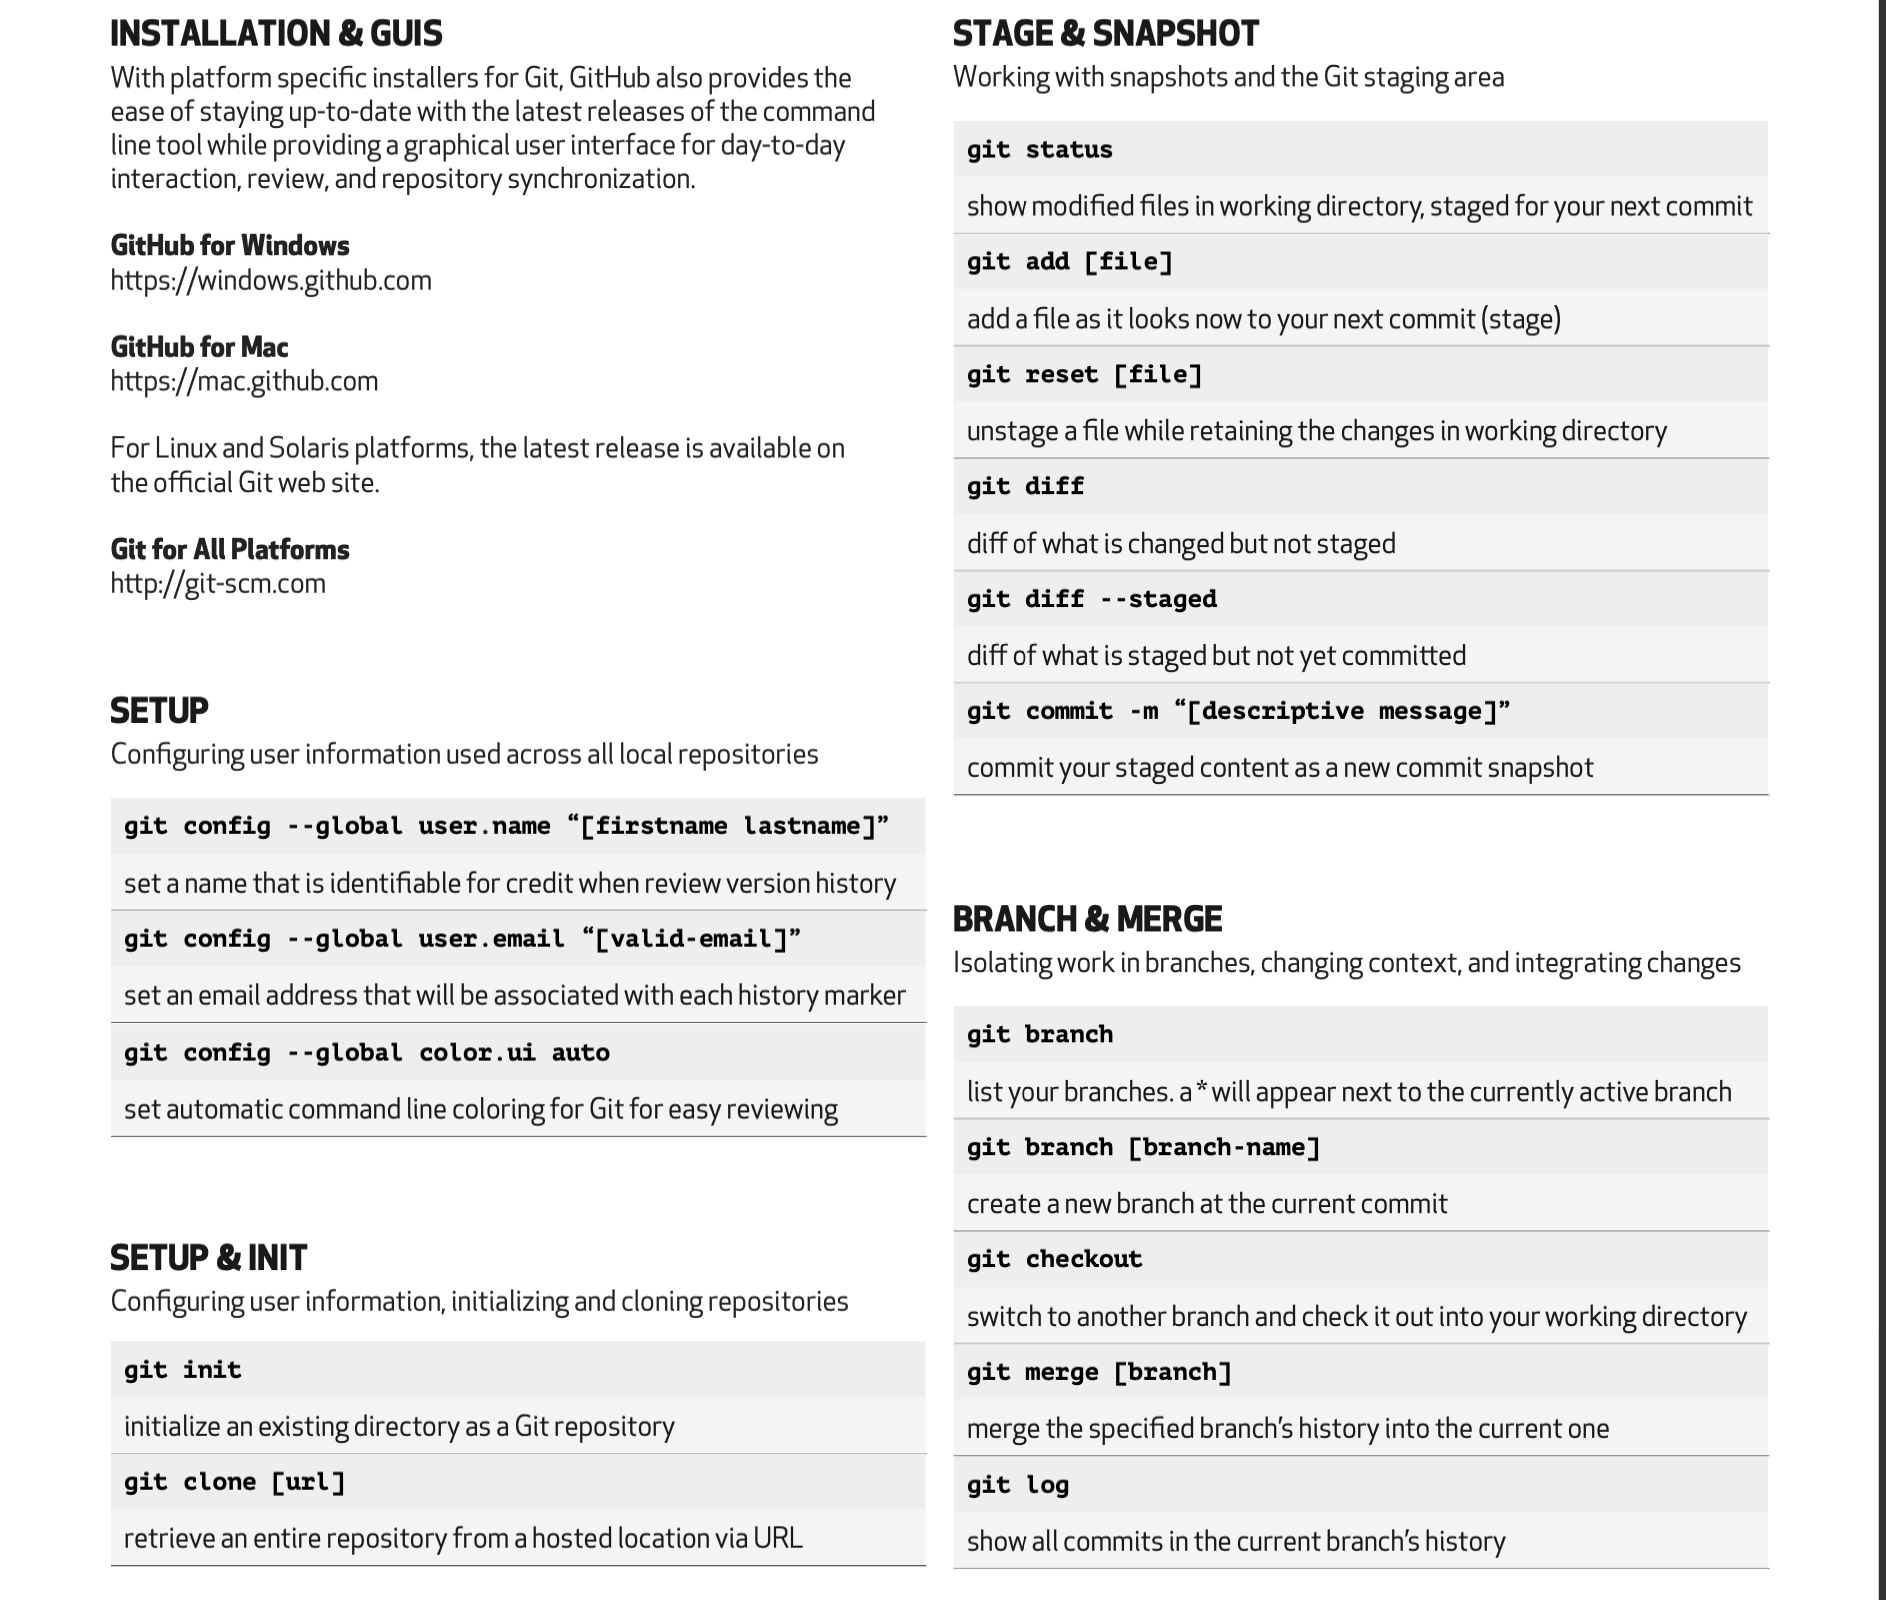 INSTALLATION & GUIS
With platform specific installers for Git, GitHub also provides the
ease of staying up-to-date with the latest releases of the command
line tool while providing a graphical user interface for day-to-day
interaction, review, and repository synchronization.
GitHub for Windows
https://windows.github.com
GitHub for Mac
https://mac.github.com
For Linux and Solaris platforms, the latest release is available on
the official Git web site.
Git for All Platforms
http://git-scm.com
SETUP
Configuring user information used across all local repositories
git config --global user.name “[firstname lastname]”
set a name that is identifiable for credit when review version history
git config --global user.email “[valid-email]”
set an email address that will be associated with each history marker
git config --global color.ui auto
set automatic command line coloring for Git for easy reviewing
SETUP & INIT
Configuring user information, initializing and cloning repositories
git init
initialize an existing directory as a Git repository
git clone [url]
retrieve an entire repository from a hosted location via URL
STAGE & SNAPSHOT
Working with snapshots and the Git staging area
git status
show modified files in working directory, staged for your next commit
git add [file]
add a file as it looks now to your next commit (stage)
git reset [file]
unstage a file while retaining the changes in working directory
git diff
diff of what is changed but not staged
git diff --staged
diff of what is staged but not yet committed
git commit -m “[descriptive message]”
commit your staged content as a new commit snapshot
BRANCH & MERGE
Isolating work in branches, changing context, and integrating changes
git branch
list your branches. a * will appear next to the currently active branch
git branch [branch-name]
create a new branch at the current commit
git checkout
switch to another branch and check it out into your working directory
git merge [branch]
merge the specified branch’s history into the current one
git log
show all commits in the current branch’s history